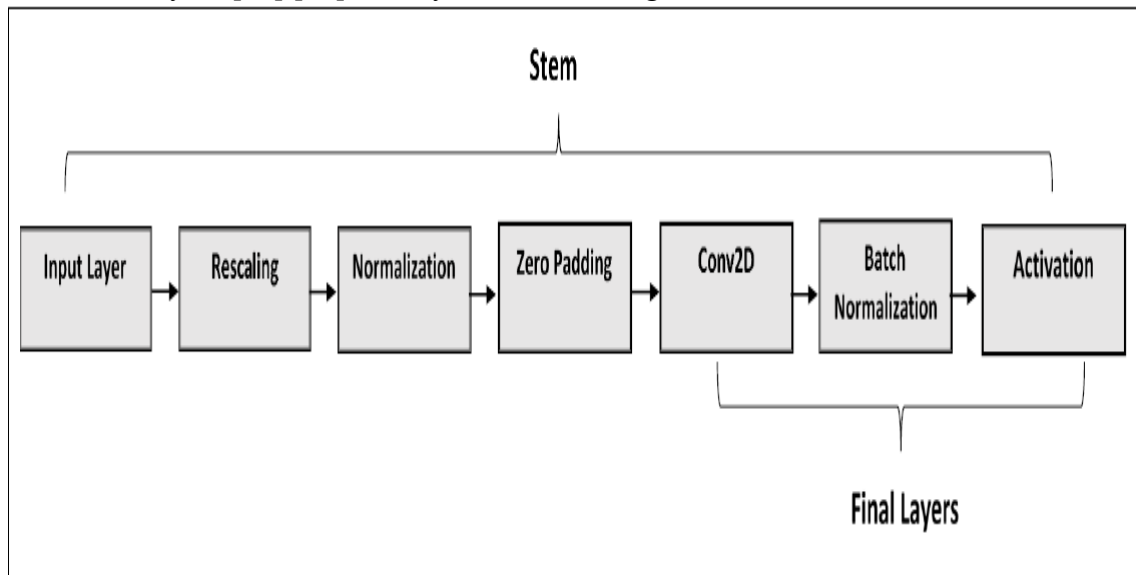 Stem
Input Layer
Rescaling
Normalization
Zero Padding
Conv2D
Batch
Normalization
Activation
Final Layers